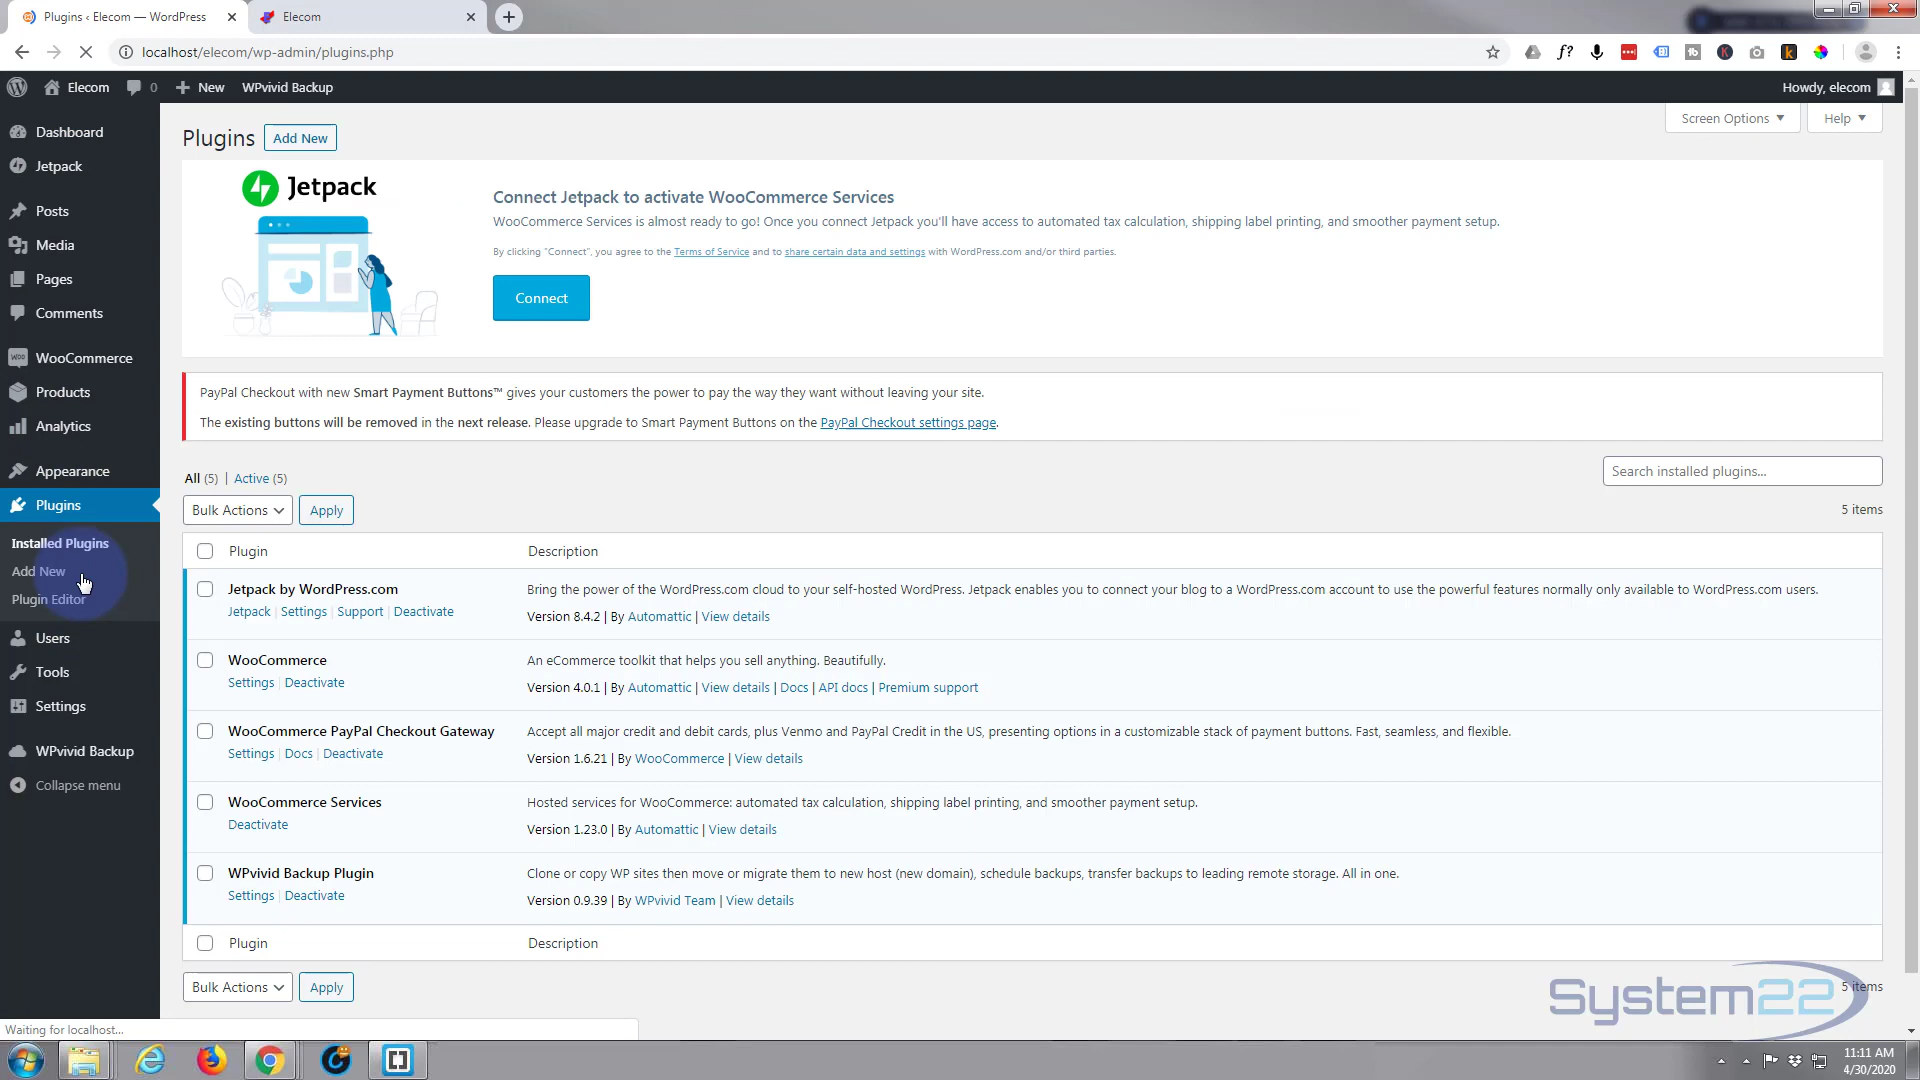 Plugins ‹ Elecom — WordPress
Elecom
localhost/elecom/wp-admin/plugins.php
Elecom 0 New WPvivid Backup Howdy, elecom
Dashboard
Jetpack
Posts
Media
Pages
Comments
WooCommerce
Products
Analytics
Appearance
Plugins
Installed Plugins
Add New
Plugin Editor
Users
Tools
Settings
WPvivid Backup
Collapse menu
Screen Options Help
Plugins Add New
Jetpack
Connect Jetpack to activate WooCommerce Services
WooCommerce Services is almost ready to go! Once you connect Jetpack you'll have access to automated tax calculation, shipping label printing, and smoother payment setup.
By clicking "Connect", you agree to the Terms of Service and to share certain data and settings with WordPress.com and/or third parties.
Connect
PayPal Checkout with new Smart Payment Buttons™ gives your customers the power to pay the way they want without leaving your site.
The existing buttons will be removed in the next release. Please upgrade to Smart Payment Buttons on the PayPal Checkout settings page.
All (5) | Active (5)
Search installed plugins...
Bulk Actions Apply
5 items
Plugin Description
Jetpack by WordPress.com
Jetpack | Settings | Support | Deactivate
Bring the power of the WordPress.com cloud to your self-hosted WordPress. Jetpack enables you to connect your blog to a WordPress.com account to use the powerful features normally only available to WordPress.com users.
Version 8.4.2 | By Automattic | View details
WooCommerce
Settings | Deactivate
An eCommerce toolkit that helps you sell anything. Beautifully.
Version 4.0.1 | By Automattic | View details | Docs | API docs | Premium support
WooCommerce PayPal Checkout Gateway
Settings | Docs | Deactivate
Accept all major credit and debit cards, plus Venmo and PayPal Credit in the US, presenting options in a customizable stack of payment buttons. Fast, seamless, and flexible.
Version 1.6.21 | By WooCommerce | View details
WooCommerce Services
Deactivate
Hosted services for WooCommerce: automated tax calculation, shipping label printing, and smoother payment setup.
Version 1.23.0 | By Automattic | View details
WPvivid Backup Plugin
Settings | Deactivate
Clone or copy WP sites then move or migrate them to new host (new domain), schedule backups, transfer backups to leading remote storage. All in one.
Version 0.9.39 | By WPvivid Team | View details
Plugin Description
Bulk Actions Apply
5 items
System22
Waiting for localhost...
11:11 AM
4/30/2020